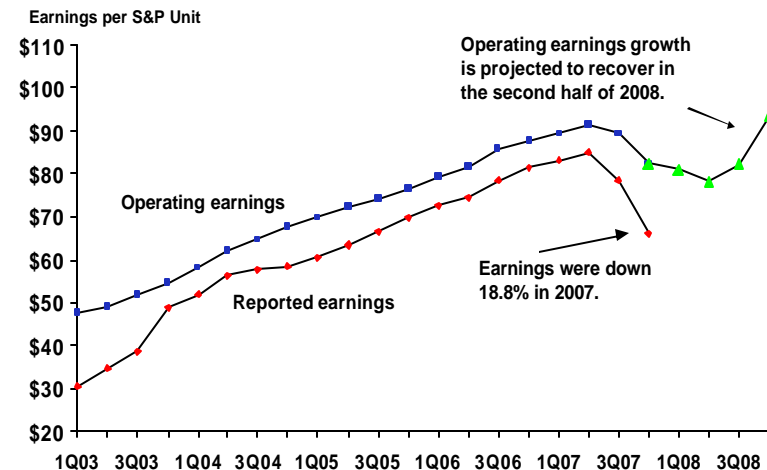 Earnings per S&P Unit
$110
$100
$90
$80
$70
$60
$50
$40
$30
$20
Operating earnings growth
is projected to recover in
the second half of 2008.
Operating earnings
Reported earnings
Earnings were down
18.8% in 2007.
1Q03 3Q03 1Q04 3Q04 1Q05 3Q05 1Q06 3Q06 1Q07 3Q07 1Q08 3Q08